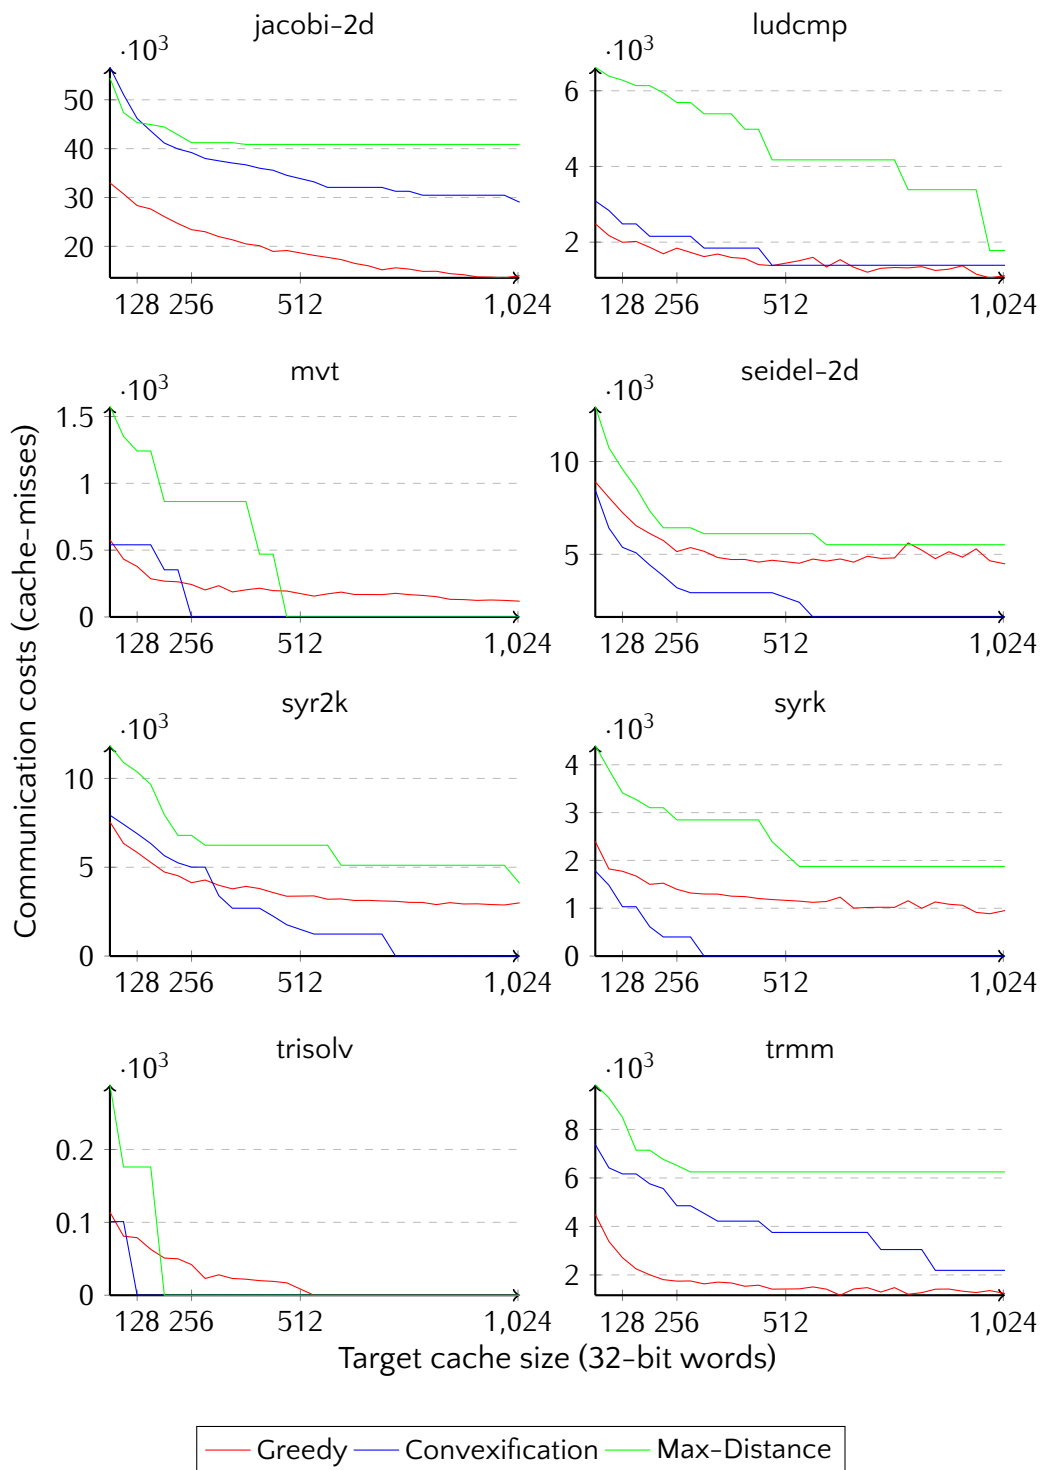 jacobi-2d
·10³
50
40
30
20
128 256 512 1,024
ludcmp
·10³
6
4
2
128 256 512 1,024
mvt
·10³
1.5
1
0.5
0
128 256 512 1,024
seidel-2d
·10³
10
5
128 256 512 1,024
syr2k
·10³
10
5
0
128 256 512 1,024
syrk
·10³
4
3
2
1
0
128 256 512 1,024
trisolv
·10³
0.2
0.1
0
128 256 512 1,024
trmm
·10³
8
6
4
2
128 256 512 1,024
Communication costs (cache-misses)
Target cache size (32-bit words)
Greedy Convexification Max-Distance